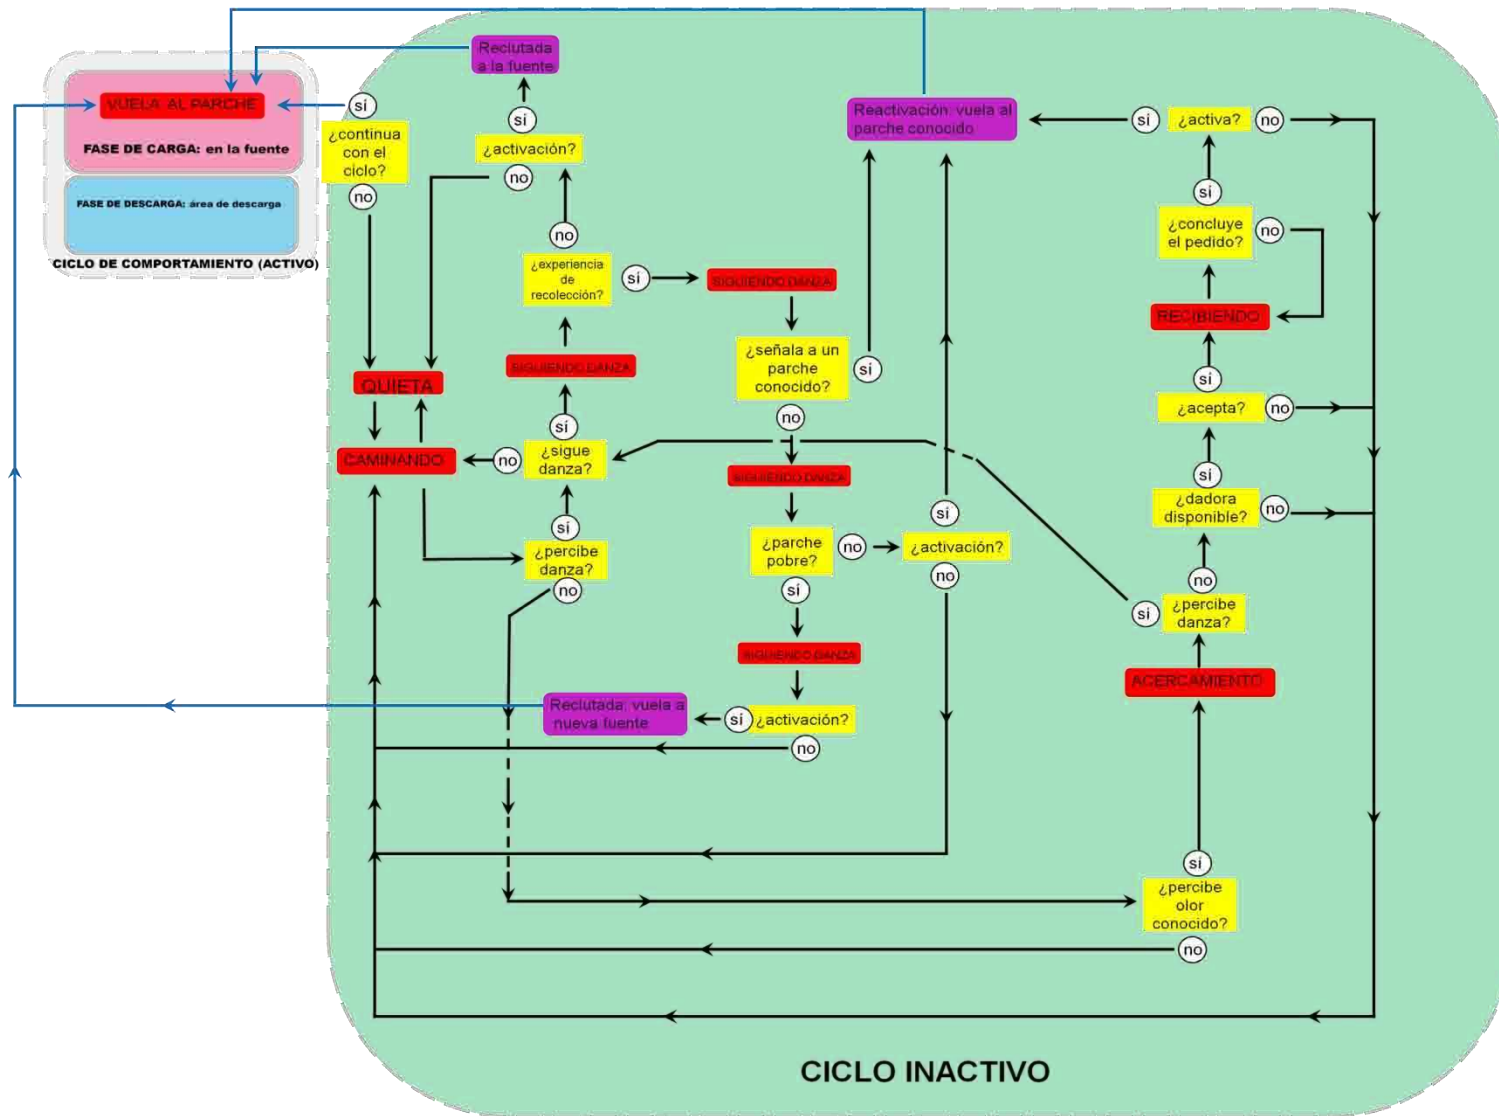 VUELA AL PARCHE
FASE DE CARGA: en la fuente
FASE DE DESCARGA: área de descarga
CICLO DE COMPORTAMIENTO (ACTIVO)
sí
¿continua
con el
ciclo?
no
Reclutada
a la fuente
sí
¿activación?
no
no
¿experiencia
de
recolección?
sí
SIGUIENDO DANZA
SIGUIENDO DANZA
QUIETA
CAMINANDO
no
sí
¿sigue
danza?
sí
¿percibe
danza?
no
Reactivación: vuela al
parche conocido
¿señala a un
parche
conocido?
sí
no
SIGUIENDO DANZA
¿parche
pobre?
no
sí
sí
¿activación?
no
SIGUIENDO DANZA
Reclutada: vuela a
nueva fuente
sí
¿activación?
no
sí
¿activa?
no
sí
¿concluye
el pedido?
no
RECIBIENDO
sí
¿acepta?
no
sí
¿dadora
disponible?
no
no
sí
¿percibe
danza?
ACERCAMIENTO
sí
¿percibe
olor
conocido?
no
CICLO INACTIVO